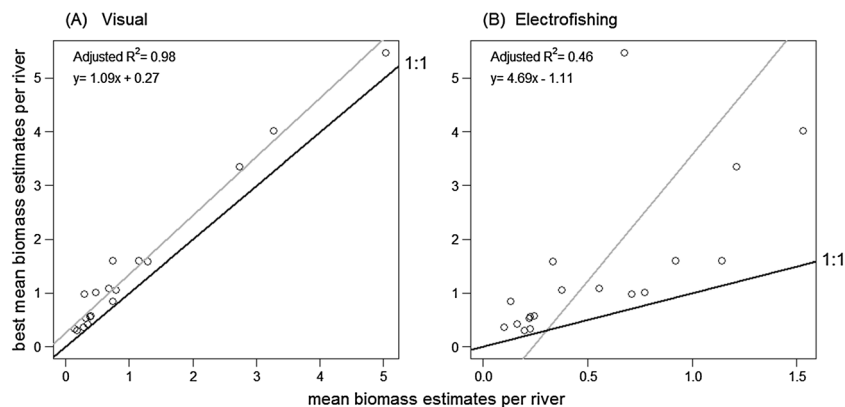 (A) Visual
Adjusted R²= 0.98
y= 1.09x + 0.27
1:1
5
4
3
2
1
0
0 1 2 3 4 5
(B) Electrofishing
Adjusted R²= 0.46
y= 4.69x - 1.11
1:1
5
4
3
2
1
0
0.0 0.5 1.0 1.5
best mean biomass estimates per river
mean biomass estimates per river